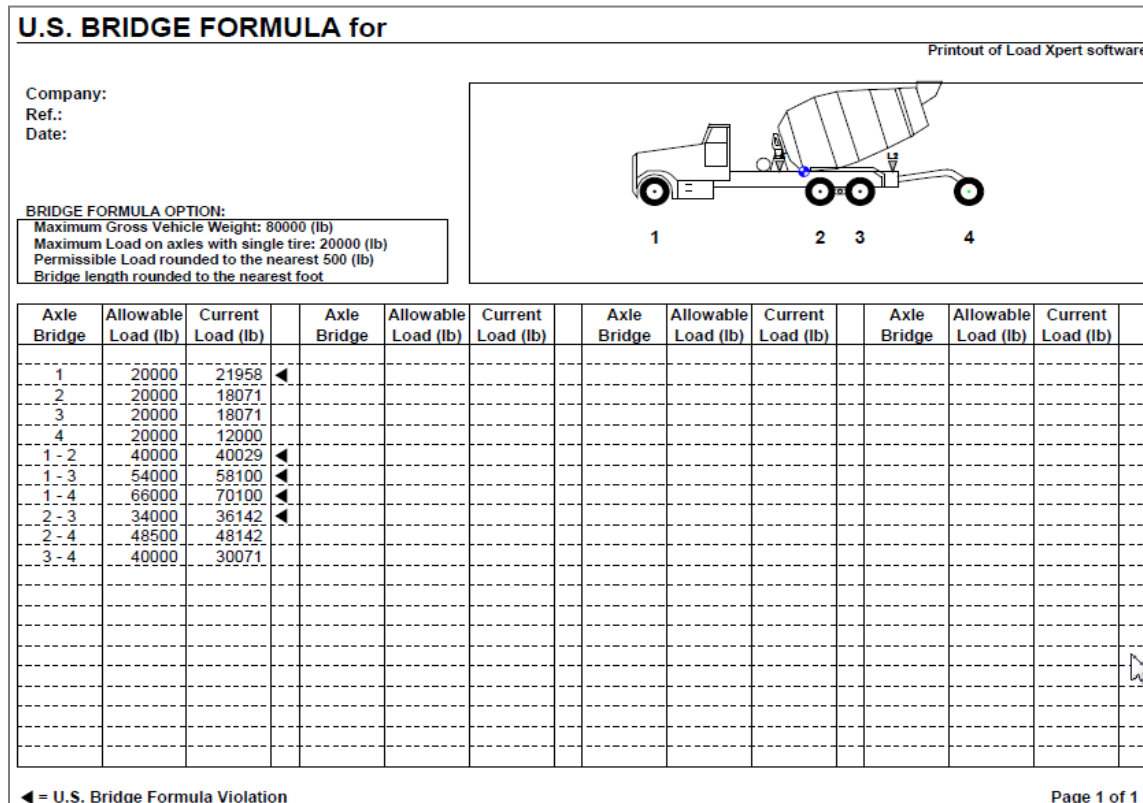 U.S. BRIDGE FORMULA for
Printout of Load Xpert software
Company:
Ref.:
Date:
L2
BRIDGE FORMULA OPTION:
Maximum Gross Vehicle Weight: 80000 (lb)
Maximum Load on axles with single tire: 20000 (lb)
Permissible Load rounded to the nearest 500 (lb)
Bridge length rounded to the nearest foot
1 2 3 4
Axle Allowable Current Axle Allowable Current Axle Allowable Current Axle Allowable Current
Bridge Load (lb) Load (lb) Bridge Load (lb) Load (lb) Bridge Load (lb) Load (lb) Bridge Load (lb) Load (lb)
1 20000 21958 ◄
2 20000 18071
3 20000 18071
4 20000 12000
1 - 2 40000 40029 ◄
1 - 3 54000 58100 ◄
1 - 4 66000 70100 ◄
2 - 3 34000 36142 ◄
2 - 4 48500 48142
3 - 4 40000 30071
◄ = U.S. Bridge Formula Violation
Page 1 of 1